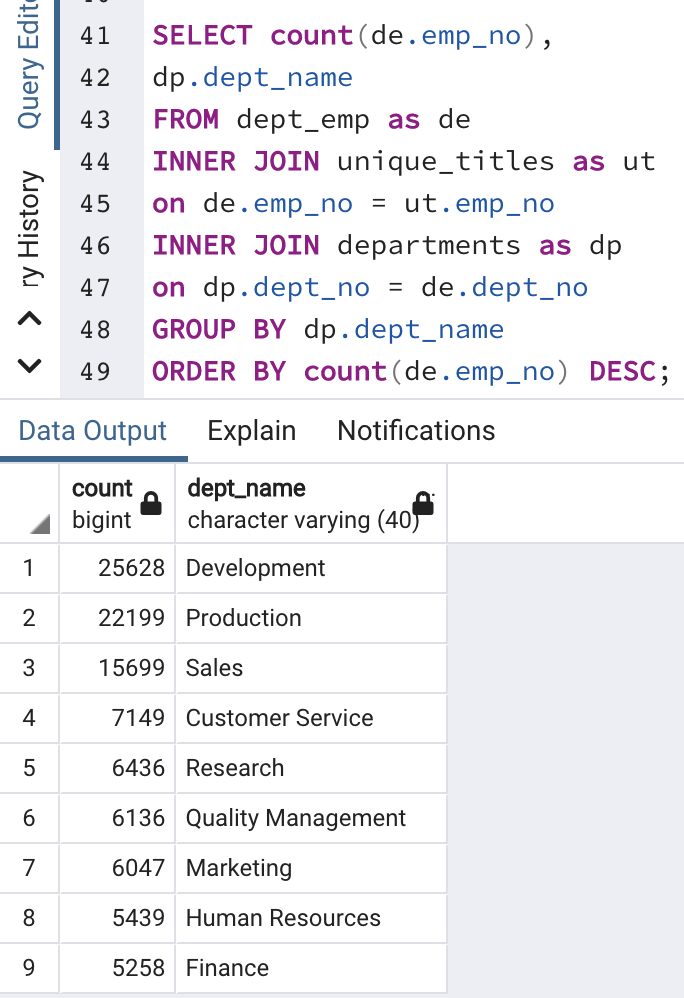 Query Edito
ry History
41 SELECT count(de.emp_no),
42 dp.dept_name
43 FROM dept_emp as de
44 INNER JOIN unique_titles as ut
45 on de.emp_no = ut.emp_no
46 INNER JOIN departments as dp
47 on dp.dept_no = de.dept_no
48 GROUP BY dp.dept_name
49 ORDER BY count(de.emp_no) DESC;
Data Output Explain Notifications
count dept_name
bigint character varying (40)
1 25628 Development
2 22199 Production
3 15699 Sales
4 7149 Customer Service
5 6436 Research
6 6136 Quality Management
7 6047 Marketing
8 5439 Human Resources
9 5258 Finance